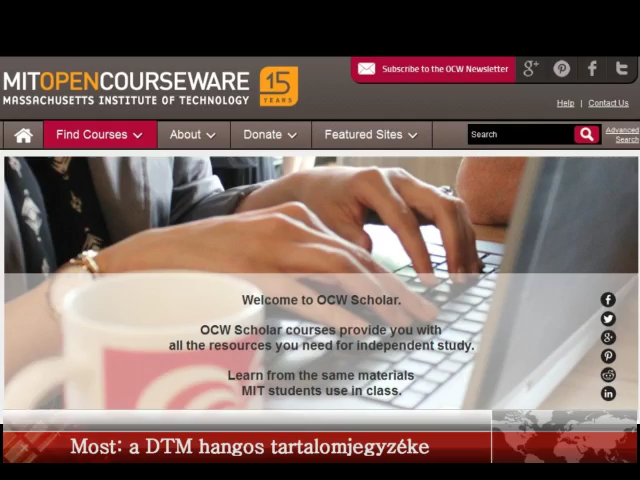 Subscribe to the OCW Newsletter
MITOPENCOURSEWARE 15
MASSACHUSETTS INSTITUTE OF TECHNOLOGY YEARS
Help | Contact Us
Find Courses About Donate Featured Sites Search Advanced Search
Welcome to OCW Scholar.
OCW Scholar courses provide you with
all the resources you need for independent study.
Learn from the same materials
MIT students use in class.
Most: a DTM hangos tartalomjegyzéke